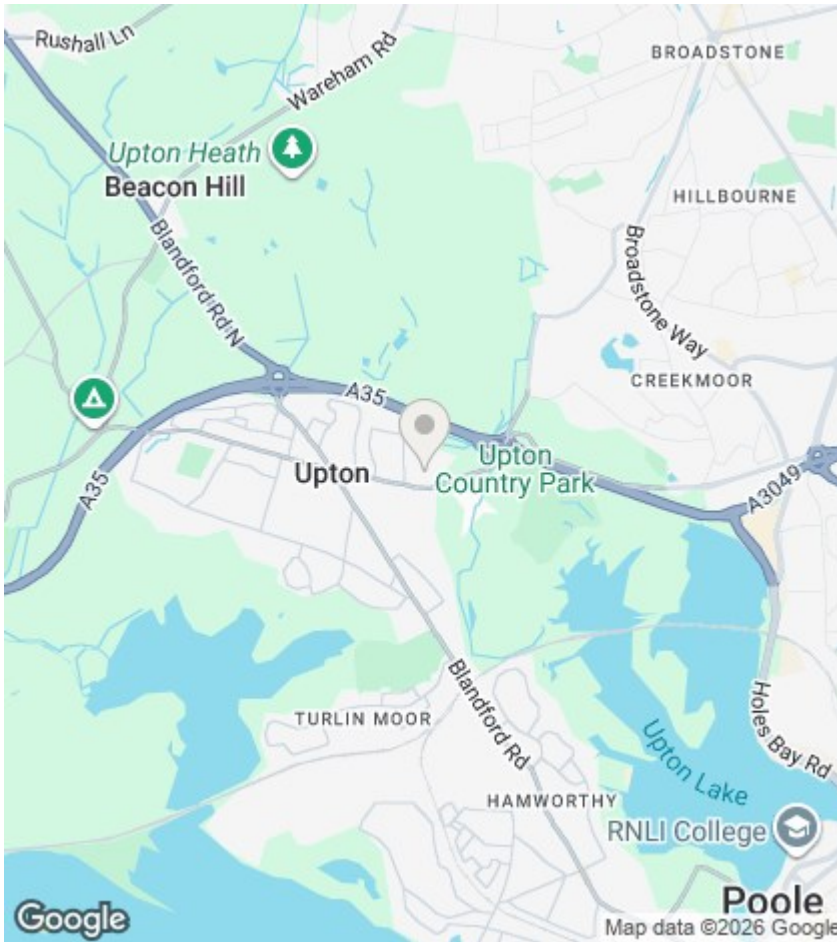 Rushall Ln
Wareham Rd
BROADSTONE
Upton Heath
Beacon Hill
HILLBOURNE
Blandford Rd N
Broadstone Way
A35
CREEKMOOR
Upton
Upton
Country Park
A35
A3049
Blandford Rd
TURLIN MOOR
Holes Bay Rd
Upton Lake
HAMWORTHY
RNLI College
Poole
Google
Map data ©2026 Google